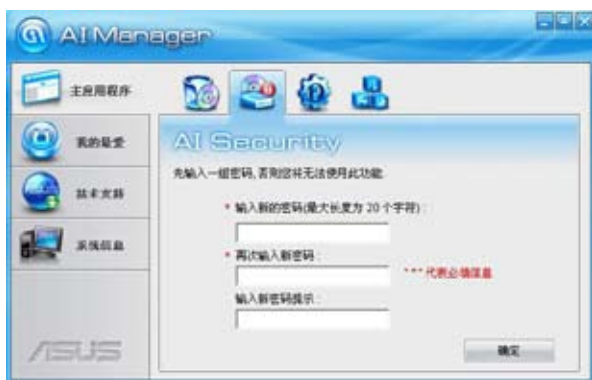 AI Manager
主应用程序
我的最爱
技术支持
系统信息
AI Security
先输入一组密码, 否则您将无法使用此功能.
* 输入新的密码(最大长度为 20 个字符) :
* 再次输入新密码 :
"*" 代表必填信息
输入新密码提示 :
确定
ASUS